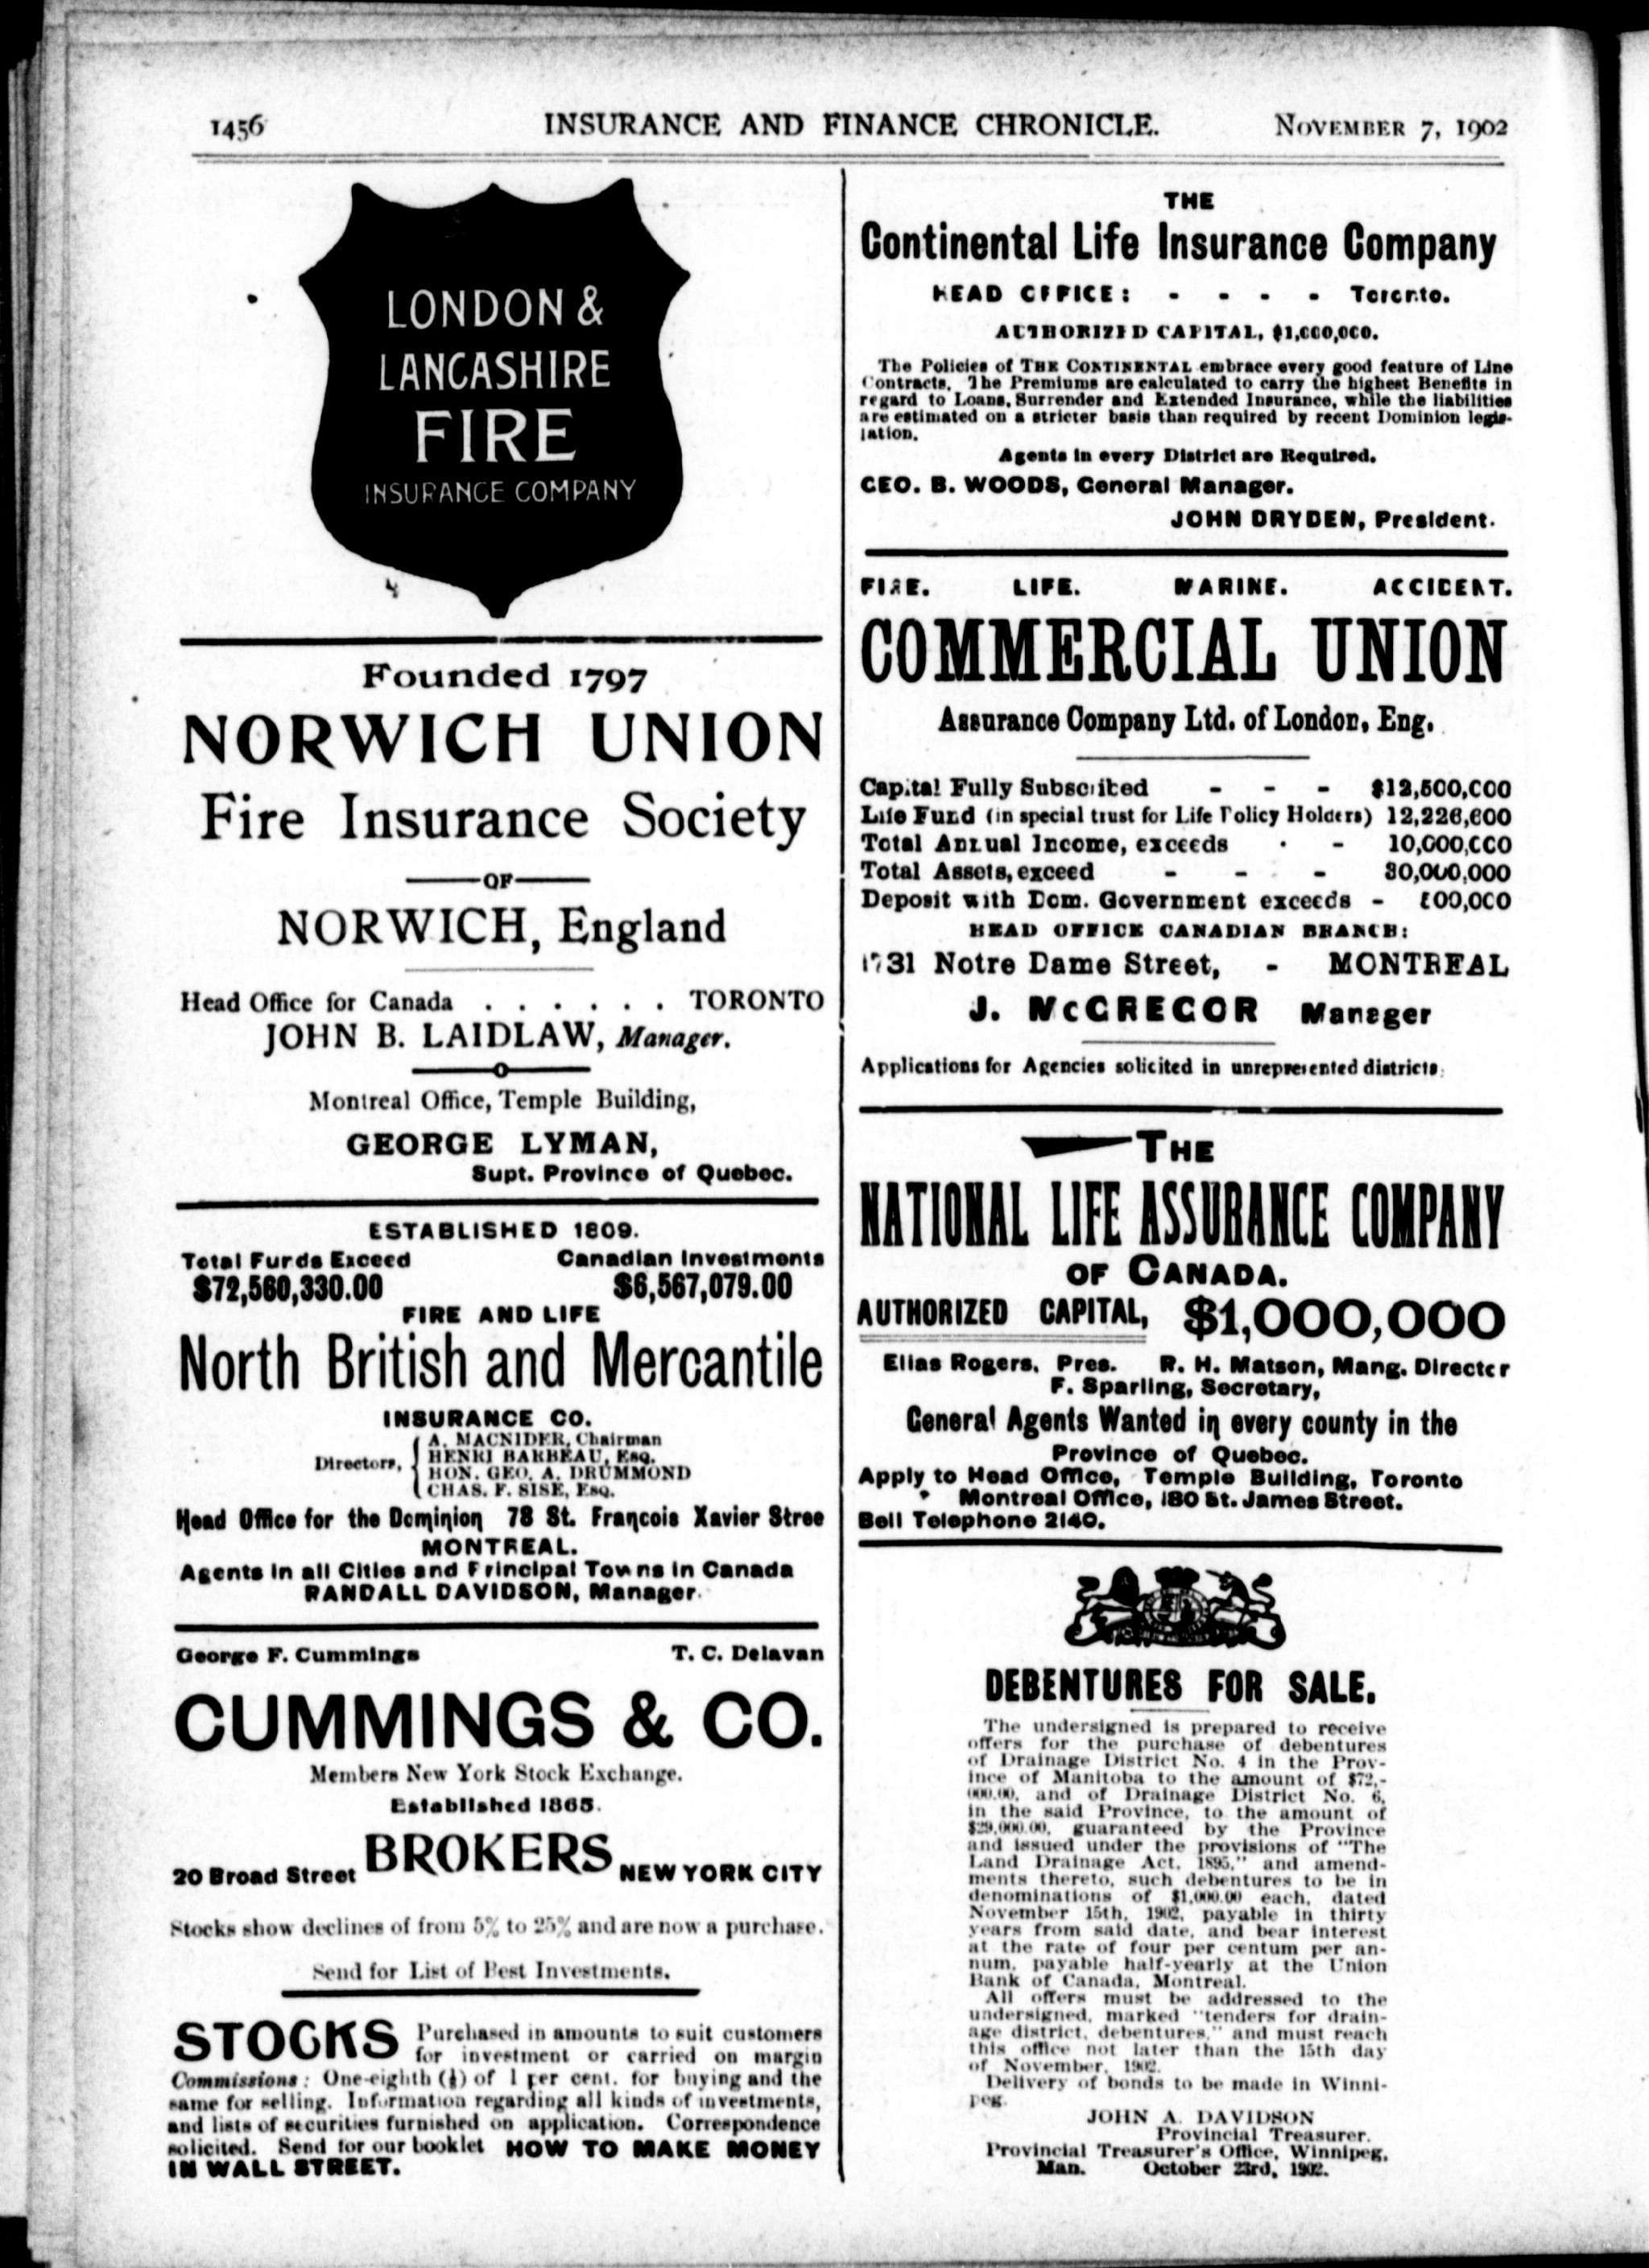 1456 INSURANCE AND FINANCE CHRONICLE. NOVEMBER 7, 1902
LONDON &
LANCASHIRE
FIRE
INSURANCE COMPANY
Founded 1797
NORWICH UNION
Fire Insurance Society
OF
NORWICH, England
Head Office for Canada . . . . . . TORONTO
JOHN B. LAIDLAW, Manager.
Montreal Office, Temple Building,
GEORGE LYMAN,
Supt. Province of Quebec.
ESTABLISHED 1809.
Total Funds Exceed Canadian Investments
$72,560,330.00 $6,567,079.00
FIRE AND LIFE
North British and Mercantile
INSURANCE CO.
Directors,
A. MACNIDER, Chairman
HENRI BARBEAU, ESQ.
HON. GEO. A. DRUMMOND
CHAS. F. SISE, ESQ.
Head Office for the Dominion 78 St. François Xavier Stree
MONTREAL.
Agents in all Cities and Principal Towns in Canada
RANDALL DAVIDSON, Manager.
George F. Cummings T. C. Delavan
CUMMINGS & CO.
Members New York Stock Exchange.
Established 1865.
20 Broad Street BROKERS NEW YORK CITY
Stocks show declines of from 5% to 25% and are now a purchase.
Send for List of Best Investments.
STOCKS Purchased in amounts to suit customers
for investment or carried on margin
Commissions: One-eighth (⅛) of 1 per cent. for buying and the
same for selling. Information regarding all kinds of investments,
and lists of securities furnished on application. Correspondence
solicited. Send for our booklet HOW TO MAKE MONEY
IN WALL STREET.
THE
Continental Life Insurance Company
HEAD OFFICE: - - - - Toronto.
AUTHORIZED CAPITAL, $1,000,000.
The Policies of THE CONTINENTAL embrace every good feature of Line
Contracts. The Premiums are calculated to carry the highest Benefits in
regard to Loans, Surrender and Extended Insurance, while the liabilities
are estimated on a stricter basis than required by recent Dominion legis-
lation.
Agents in every District are Required.
GEO. B. WOODS, General Manager.
JOHN DRYDEN, President.
FIRE. LIFE. MARINE. ACCIDENT.
COMMERCIAL UNION
Assurance Company Ltd. of London, Eng.
Capital Fully Subscribed - - - $12,500,000
Life Fund (in special trust for Life Policy Holders) 12,226,600
Total Annual Income, exceeds - - 10,000,000
Total Assets, exceed - - - 30,000,000
Deposit with Dom. Government exceeds - 500,000
HEAD OFFICE CANADIAN BRANCH:
1731 Notre Dame Street, - MONTREAL
J. McGREGOR Manager
Applications for Agencies solicited in unrepresented districts
THE
NATIONAL LIFE ASSURANCE COMPANY
OF CANADA.
AUTHORIZED CAPITAL, $1,000,000
Elias Rogers, Pres. R. H. Matson, Mang. Director
F. Sparling, Secretary,
General Agents Wanted in every county in the
Province of Quebec.
Apply to Head Office, Temple Building, Toronto
Montreal Office, 180 St. James Street.
Bell Telephone 2140.
DEBENTURES FOR SALE.
The undersigned is prepared to receive
offers for the purchase of debentures
of Drainage District No. 4 in the Prov-
ince of Manitoba to the amount of $72,-
000.00, and of Drainage District No. 6,
in the said Province, to the amount of
$29,000.00, guaranteed by the Province
and issued under the provisions of "The
Land Drainage Act, 1895," and amend-
ments thereto, such debentures to be in
denominations of $1,000.00 each, dated
November 15th, 1902, payable in thirty
years from said date, and bear interest
at the rate of four per centum per an-
num, payable half-yearly at the Union
Bank of Canada, Montreal.
All offers must be addressed to the
undersigned, marked "tenders for drain-
age district, debentures," and must reach
this office not later than the 15th day
of November, 1902.
Delivery of bonds to be made in Winni-
peg.
JOHN A. DAVIDSON
Provincial Treasurer.
Provincial Treasurer's Office, Winnipeg,
Man. October 23rd, 1902.